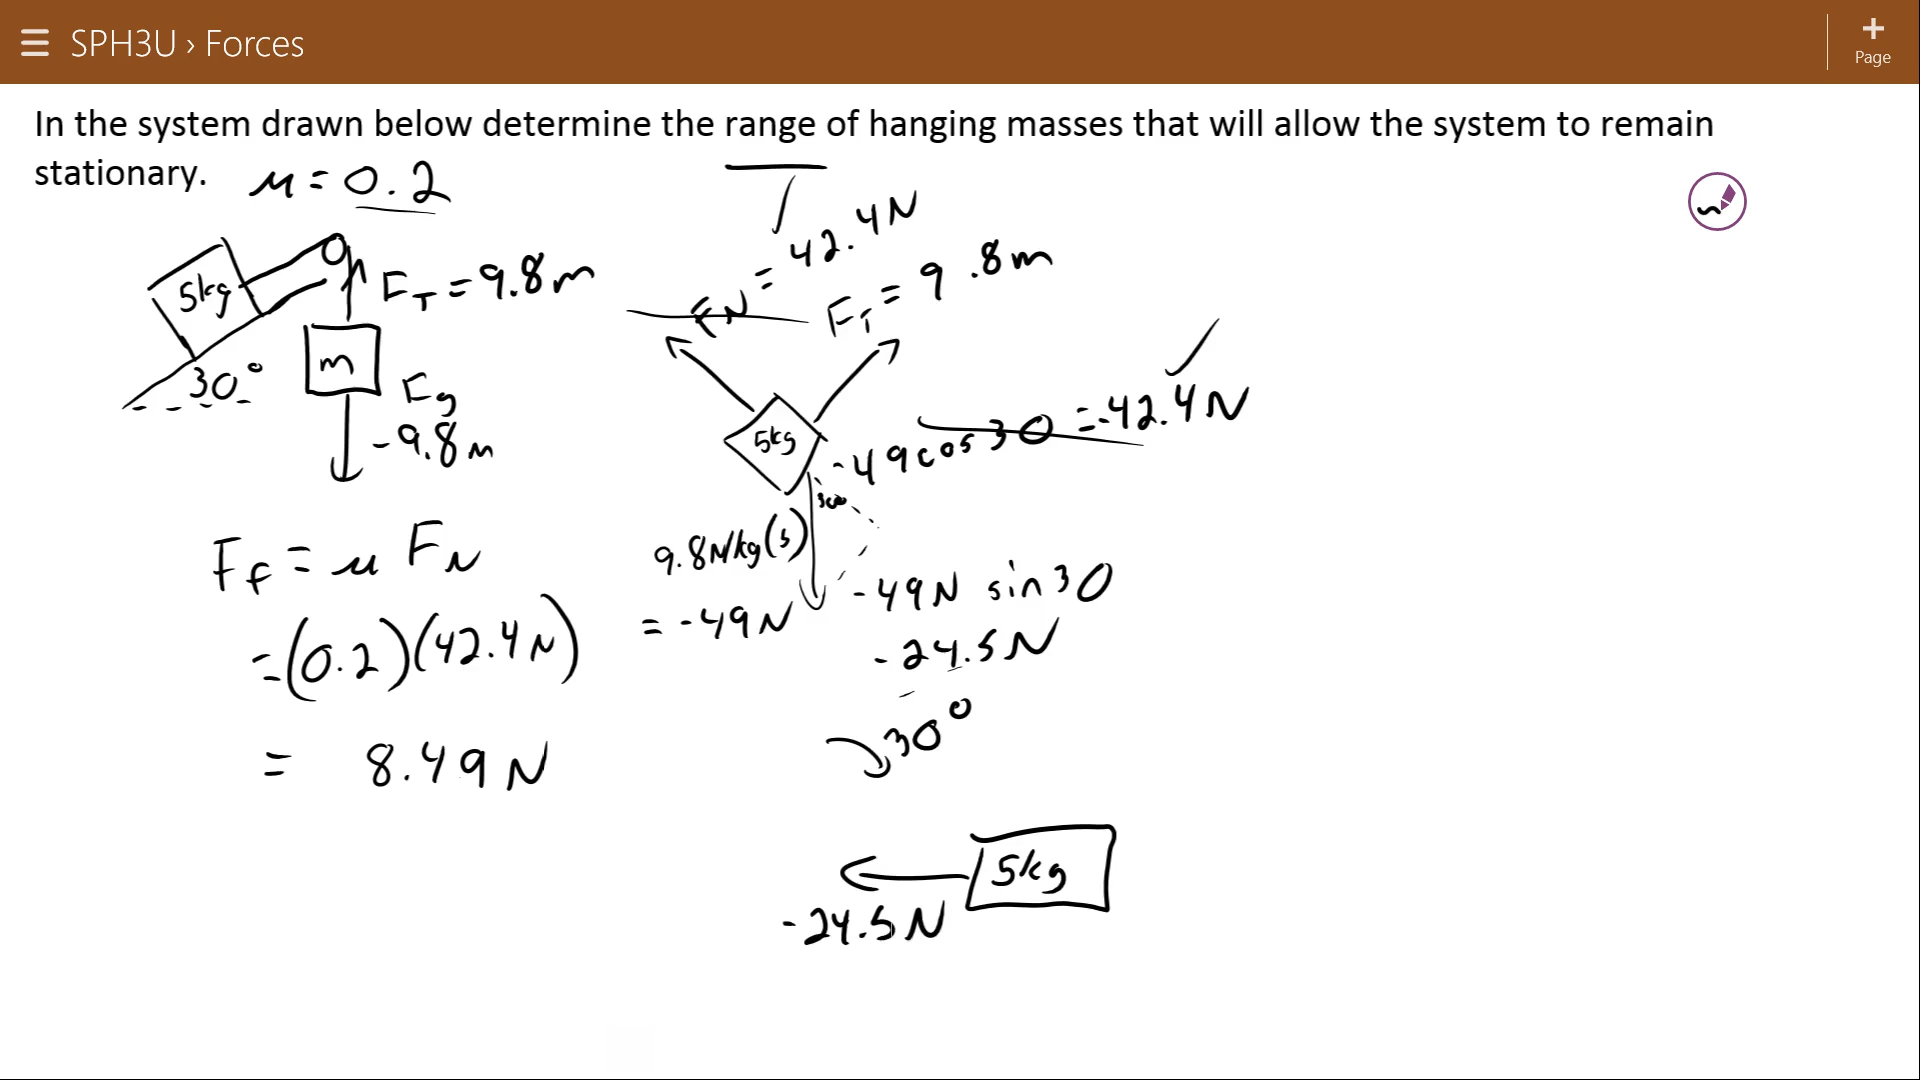 SPH3U › Forces
+
Page
In the system drawn below determine the range of hanging masses that will allow the system to remain
stationary. μ = 0.2
5kg
30°
m
F_T = 9.8m
F_g
-9.8m
F_N = 42.4N
F_T = 9.8m
5kg
-49cos30 = -42.4N
9.8N/kg(5)
= -49N
-49N sin30
-24.5N
30°
F_f = μ F_N
= (0.2)(42.4N)
= 8.49N
5kg
-24.5N